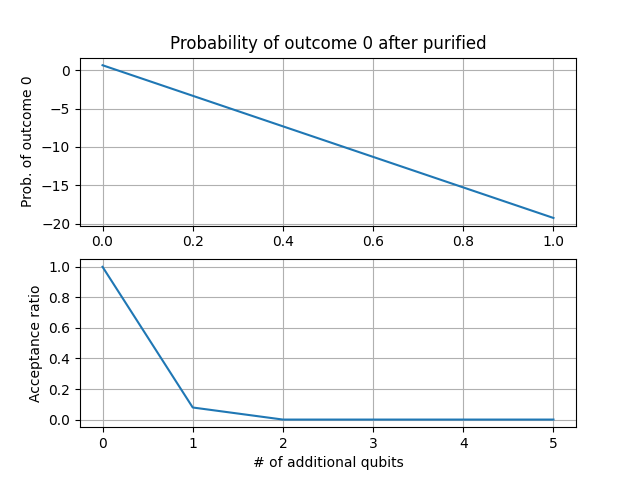 Probability of outcome 0 after purified
Prob. of outcome 0
0
−5
−10
−15
−20
0.0 0.2 0.4 0.6 0.8 1.0
Acceptance ratio
1.0
0.8
0.6
0.4
0.2
0.0
0 1 2 3 4 5
# of additional qubits